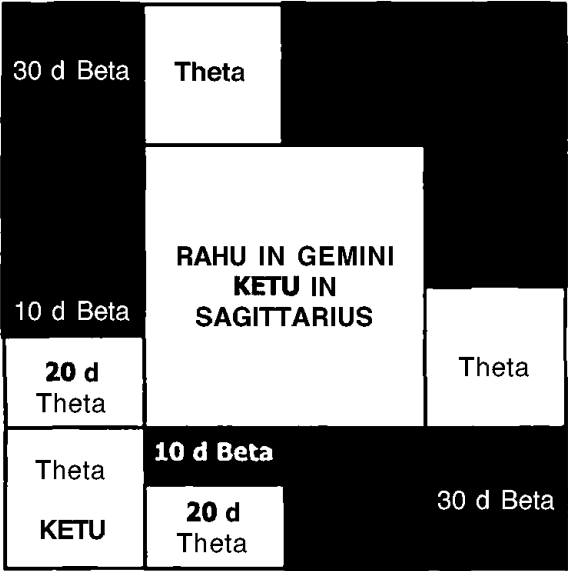 30 d Beta
Theta
RAHU IN GEMINI
KETU IN
SAGITTARIUS
10 d Beta
20 d
Theta
Theta
Theta
KETU
10 d Beta
20 d
Theta
30 d Beta